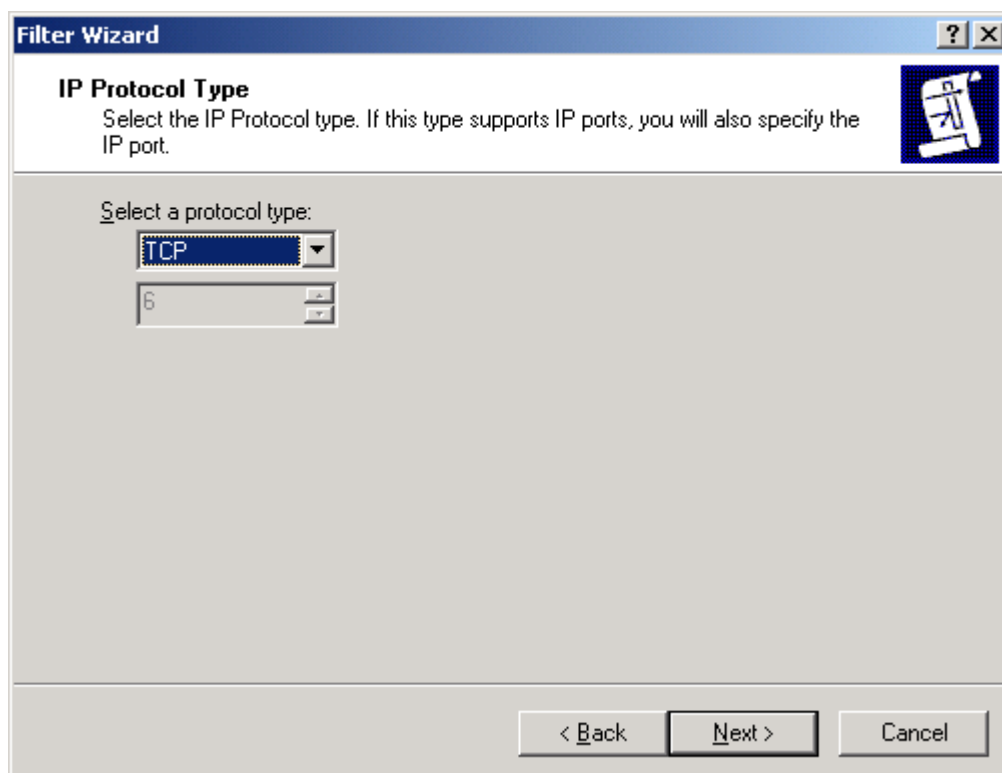 Filter Wizard
IP Protocol Type
Select the IP Protocol type. If this type supports IP ports, you will also specify the
IP port.
Select a protocol type:
TCP
6
< Back Next > Cancel